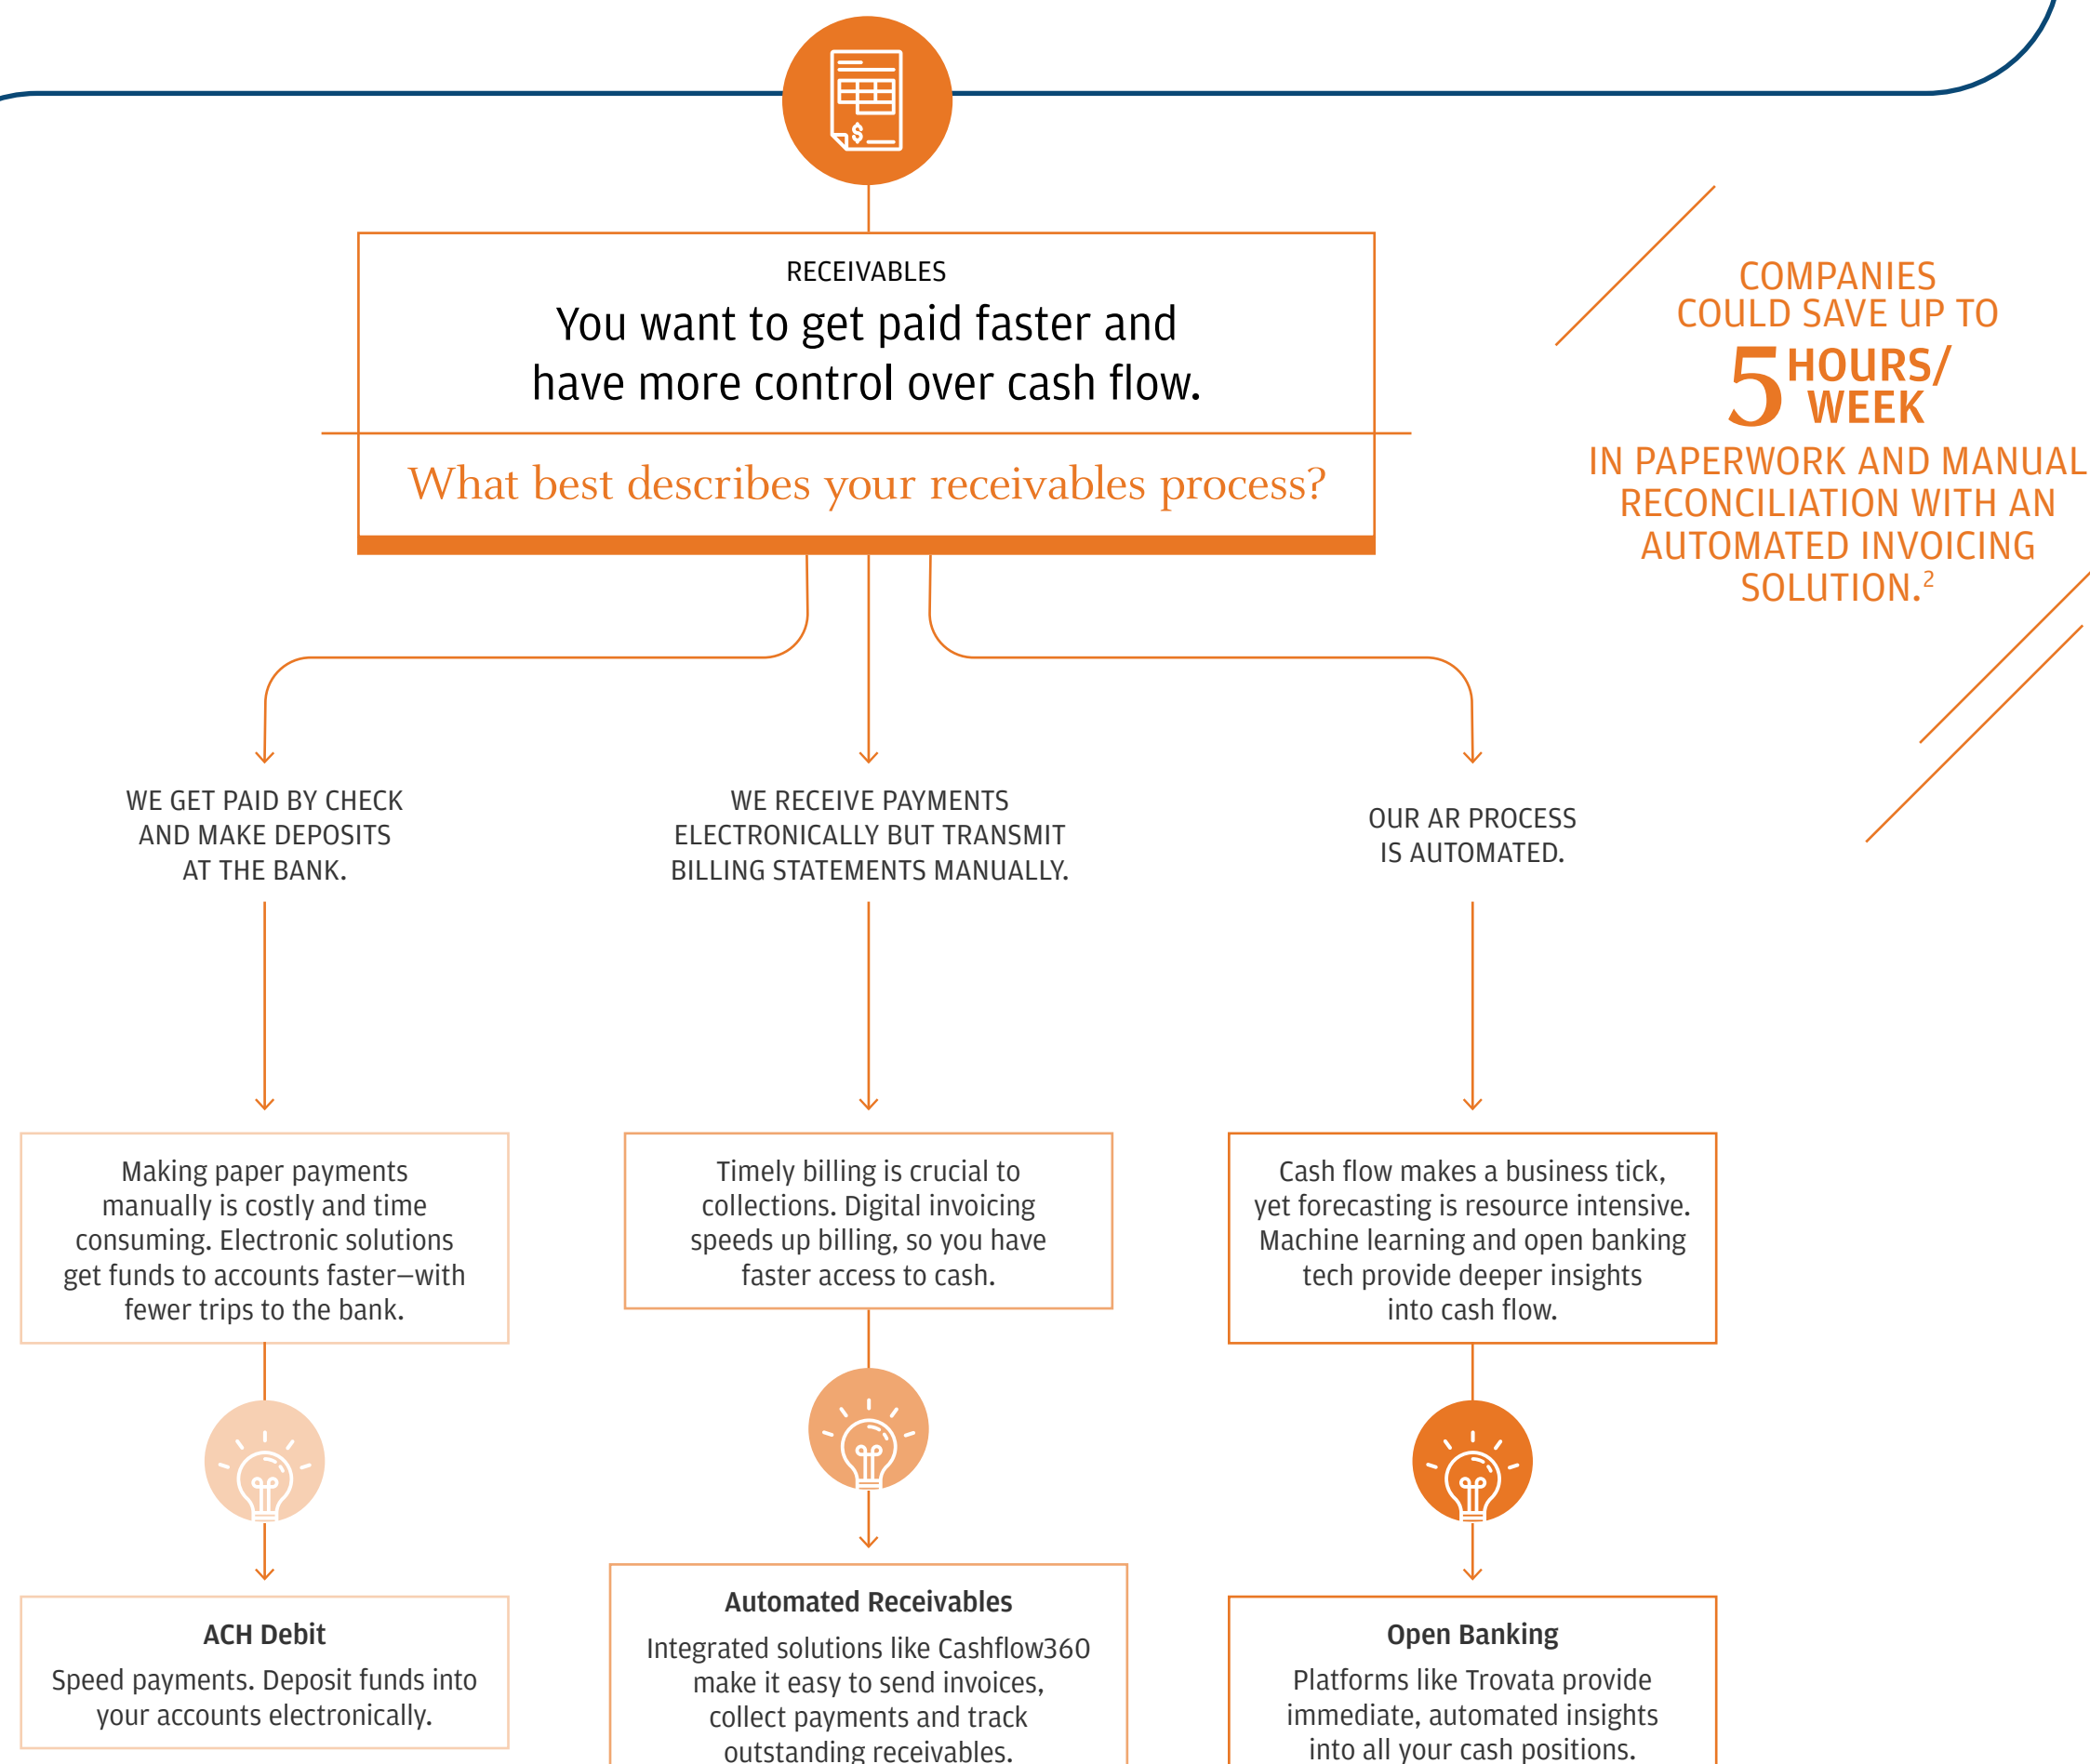 $
RECEIVABLES
You want to get paid faster and
have more control over cash flow.
What best describes your receivables process?
COMPANIES
COULD SAVE UP TO
5 HOURS/
WEEK
IN PAPERWORK AND MANUAL
RECONCILIATION WITH AN
AUTOMATED INVOICING
SOLUTION.²
WE GET PAID BY CHECK
AND MAKE DEPOSITS
AT THE BANK.
WE RECEIVE PAYMENTS
ELECTRONICALLY BUT TRANSMIT
BILLING STATEMENTS MANUALLY.
OUR AR PROCESS
IS AUTOMATED.
Making paper payments
manually is costly and time
consuming. Electronic solutions
get funds to accounts faster—with
fewer trips to the bank.
Timely billing is crucial to
collections. Digital invoicing
speeds up billing, so you have
faster access to cash.
Cash flow makes a business tick,
yet forecasting is resource intensive.
Machine learning and open banking
tech provide deeper insights
into cash flow.
ACH Debit
Speed payments. Deposit funds into
your accounts electronically.
Automated Receivables
Integrated solutions like Cashflow360
make it easy to send invoices,
collect payments and track
outstanding receivables.
Open Banking
Platforms like Trovata provide
immediate, automated insights
into all your cash positions.